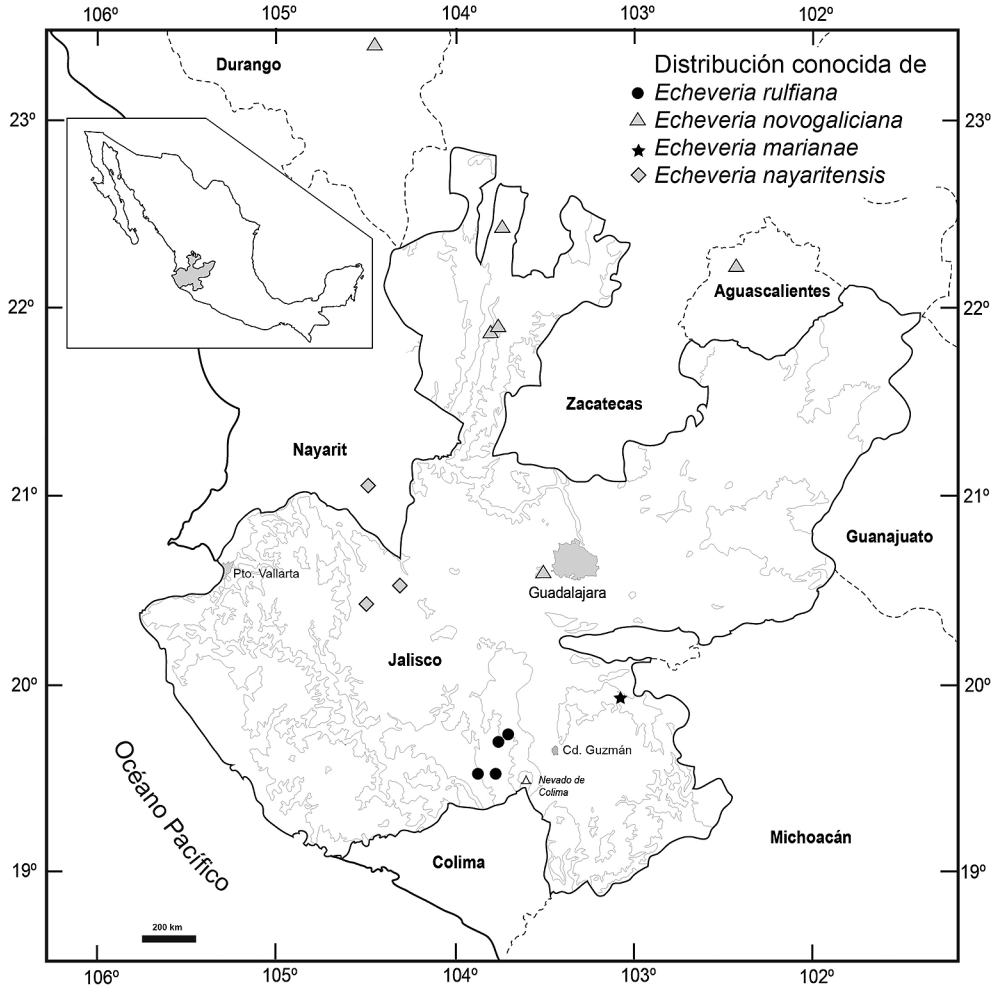 106º 105º 104º 103º 102º
Durango
Distribución conocida de
Echeveria rulfiana
Echeveria novogaliciana
Echeveria marianae
Echeveria nayaritensis
23º 23º
Aguascalientes
22º 22º
Zacatecas
Nayarit
21º 21º
Guanajuato
Pto. Vallarta
Guadalajara
Jalisco
20º 20º
Cd. Guzmán
Nevado de
Colima
Océano Pacífico
Michoacán
Colima
19º 19º
200 km
106º 105º 104º 103º 102º